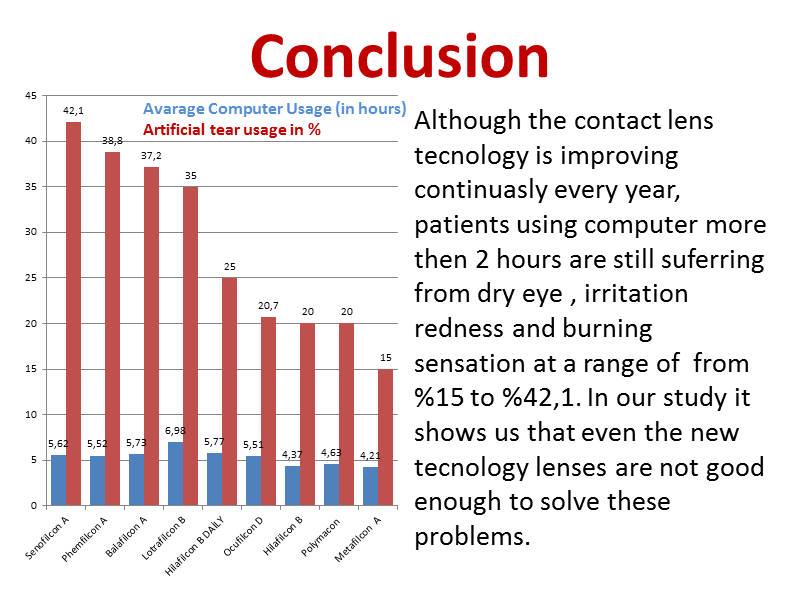 Conclusion
Avarage Computer Usage (in hours)
Artificial tear usage in %
45
40
35
30
25
20
15
10
5
0
42,1
38,8
37,2
35
25
20,7
20
20
15
5,62
5,52
5,73
6,98
5,77
5,51
4,37
4,63
4,21
Senofilcon A
Phemfilcon A
Balafilcon A
Lotrafilcon B
Hilafilcon B DAILY
Ocufilcon D
Hilafilcon B
Polymacon
Metafilcon A
Although the contact lens
tecnology is improving
continuasly every year,
patients using computer more
then 2 hours are still suferring
from dry eye , irritation
redness and burning
sensation at a range of from
%15 to %42,1. In our study it
shows us that even the new
tecnology lenses are not good
enough to solve these
problems.